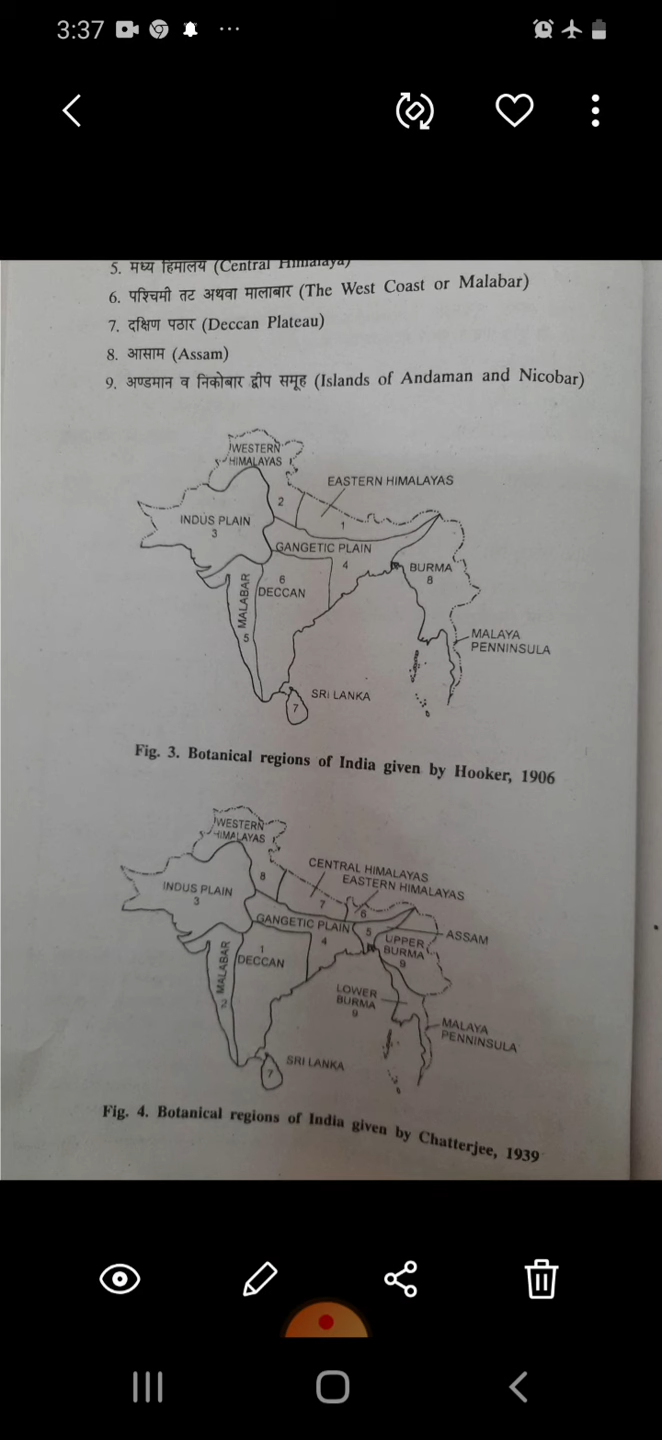 3:37
5. मध्य हिमालय (Central Himalaya)
6. पश्चिमी तट अथवा मालाबार (The West Coast or Malabar)
7. दक्षिण पठार (Deccan Plateau)
8. आसाम (Assam)
9. अण्डमान व निकोबार द्वीप समूह (Islands of Andaman and Nicobar)
WESTERN
HIMALAYAS
EASTERN HIMALAYAS
2
1
INDUS PLAIN
3
GANGETIC PLAIN
4
BURMA
8
6
DECCAN
MALABAR
5
MALAYA
PENNINSULA
SRI LANKA
7
Fig. 3. Botanical regions of India given by Hooker, 1906
WESTERN
HIMALAYAS
CENTRAL HIMALAYAS
EASTERN HIMALAYAS
8
7
6
INDUS PLAIN
3
GANGETIC PLAIN
4
5
ASSAM
UPPER
BURMA
9
1
DECCAN
MALABAR
2
LOWER
BURMA
9
MALAYA
PENNINSULA
SRI LANKA
7
Fig. 4. Botanical regions of India given by Chatterjee, 1939